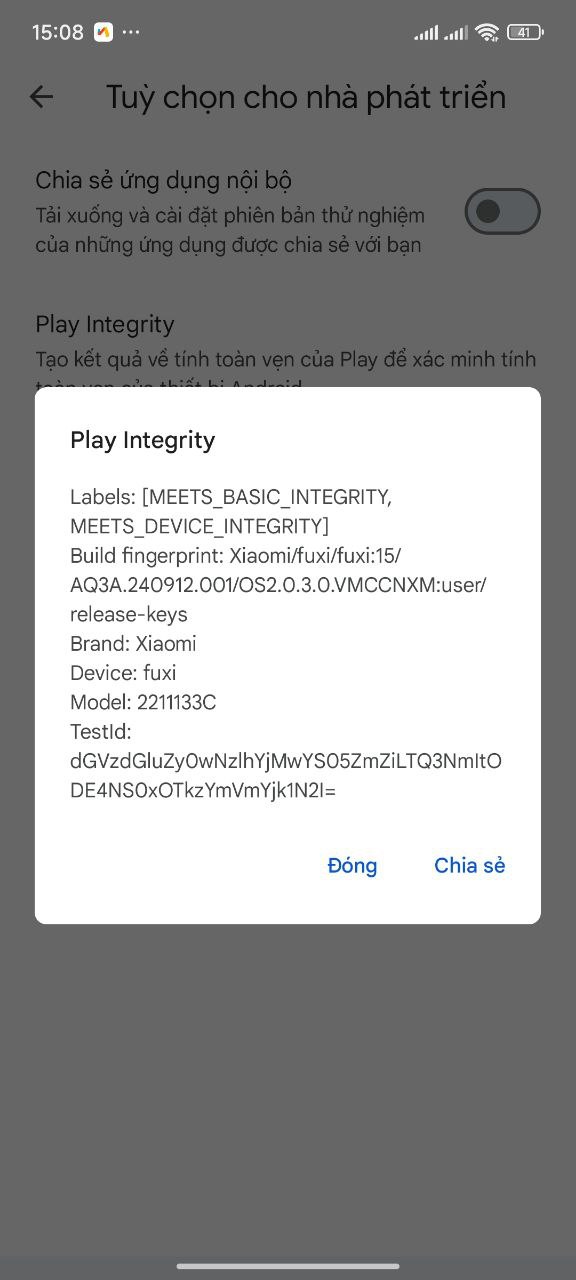 15:08
41
Tuỳ chọn cho nhà phát triển
Chia sẻ ứng dụng nội bộ
Tải xuống và cài đặt phiên bản thử nghiệm
của những ứng dụng được chia sẻ với bạn
Play Integrity
Tạo kết quả về tính toàn vẹn của Play để xác minh tính
toàn vẹn của thiết bị Android
Play Integrity
Labels: [MEETS_BASIC_INTEGRITY,
MEETS_DEVICE_INTEGRITY]
Build fingerprint: Xiaomi/fuxi/fuxi:15/
AQ3A.240912.001/OS2.0.3.0.VMCCNXM:user/
release-keys
Brand: Xiaomi
Device: fuxi
Model: 2211133C
TestId:
dGVzdGluZy0wNzlhYjMwYS05ZmZiLTQ3NmItO
DE4NS0xOTkzYmVmYjk1N2I=
Đóng
Chia sẻ